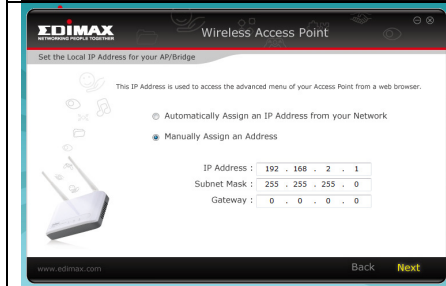 EDIMAX
NETWORKING PEOPLE TOGETHER
Wireless Access Point
Set the Local IP Address for your AP/Bridge
This IP Address is used to access the advanced menu of your Access Point from a web browser.
Automatically Assign an IP Address from your Network
Manually Assign an Address
IP Address : 192 . 168 . 2 . 1
Subnet Mask : 255 . 255 . 255 . 0
Gateway : 0 . 0 . 0 . 0
www.edimax.com Back Next